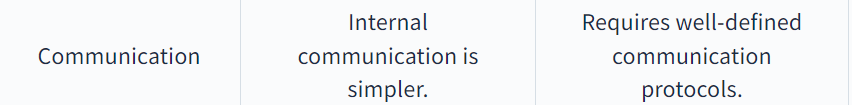 Communication
Internal
communication is
simpler.
Requires well-defined
communication
protocols.